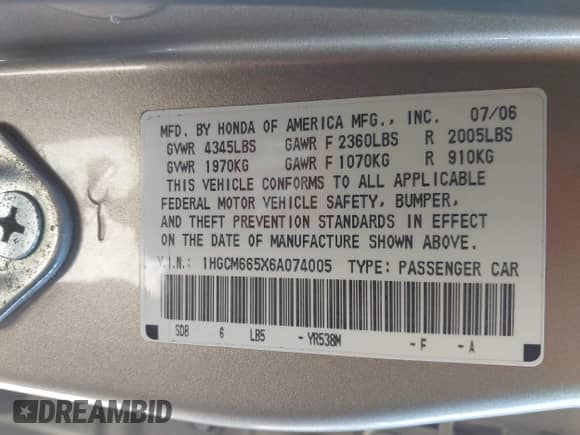 MFD. BY HONDA OF AMERICA MFG., INC. 07/06
GVWR 4345LBS GAWR F 2360LBS R 2005LBS
GVWR 1970KG GAWR F 1070KG R 910KG
THIS VEHICLE CONFORMS TO ALL APPLICABLE
FEDERAL MOTOR VEHICLE SAFETY, BUMPER,
AND THEFT PREVENTION STANDARDS IN EFFECT
ON THE DATE OF MANUFACTURE SHOWN ABOVE.
V.I.N.: 1HGCM665X6A074005 TYPE: PASSENGER CAR
SDB 6 LB5 - YR538M - F - A
DREAMBID